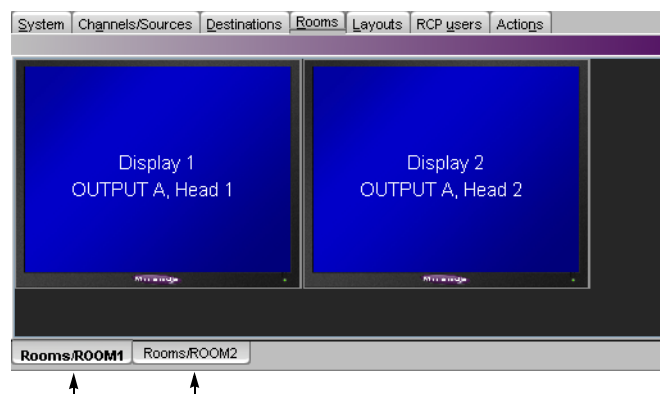 System Channels/Sources Destinations Rooms Layouts RCP users Actions
Display 1
OUTPUT A, Head 1
Display 2
OUTPUT A, Head 2
Rooms/ROOM1 Rooms/ROOM2